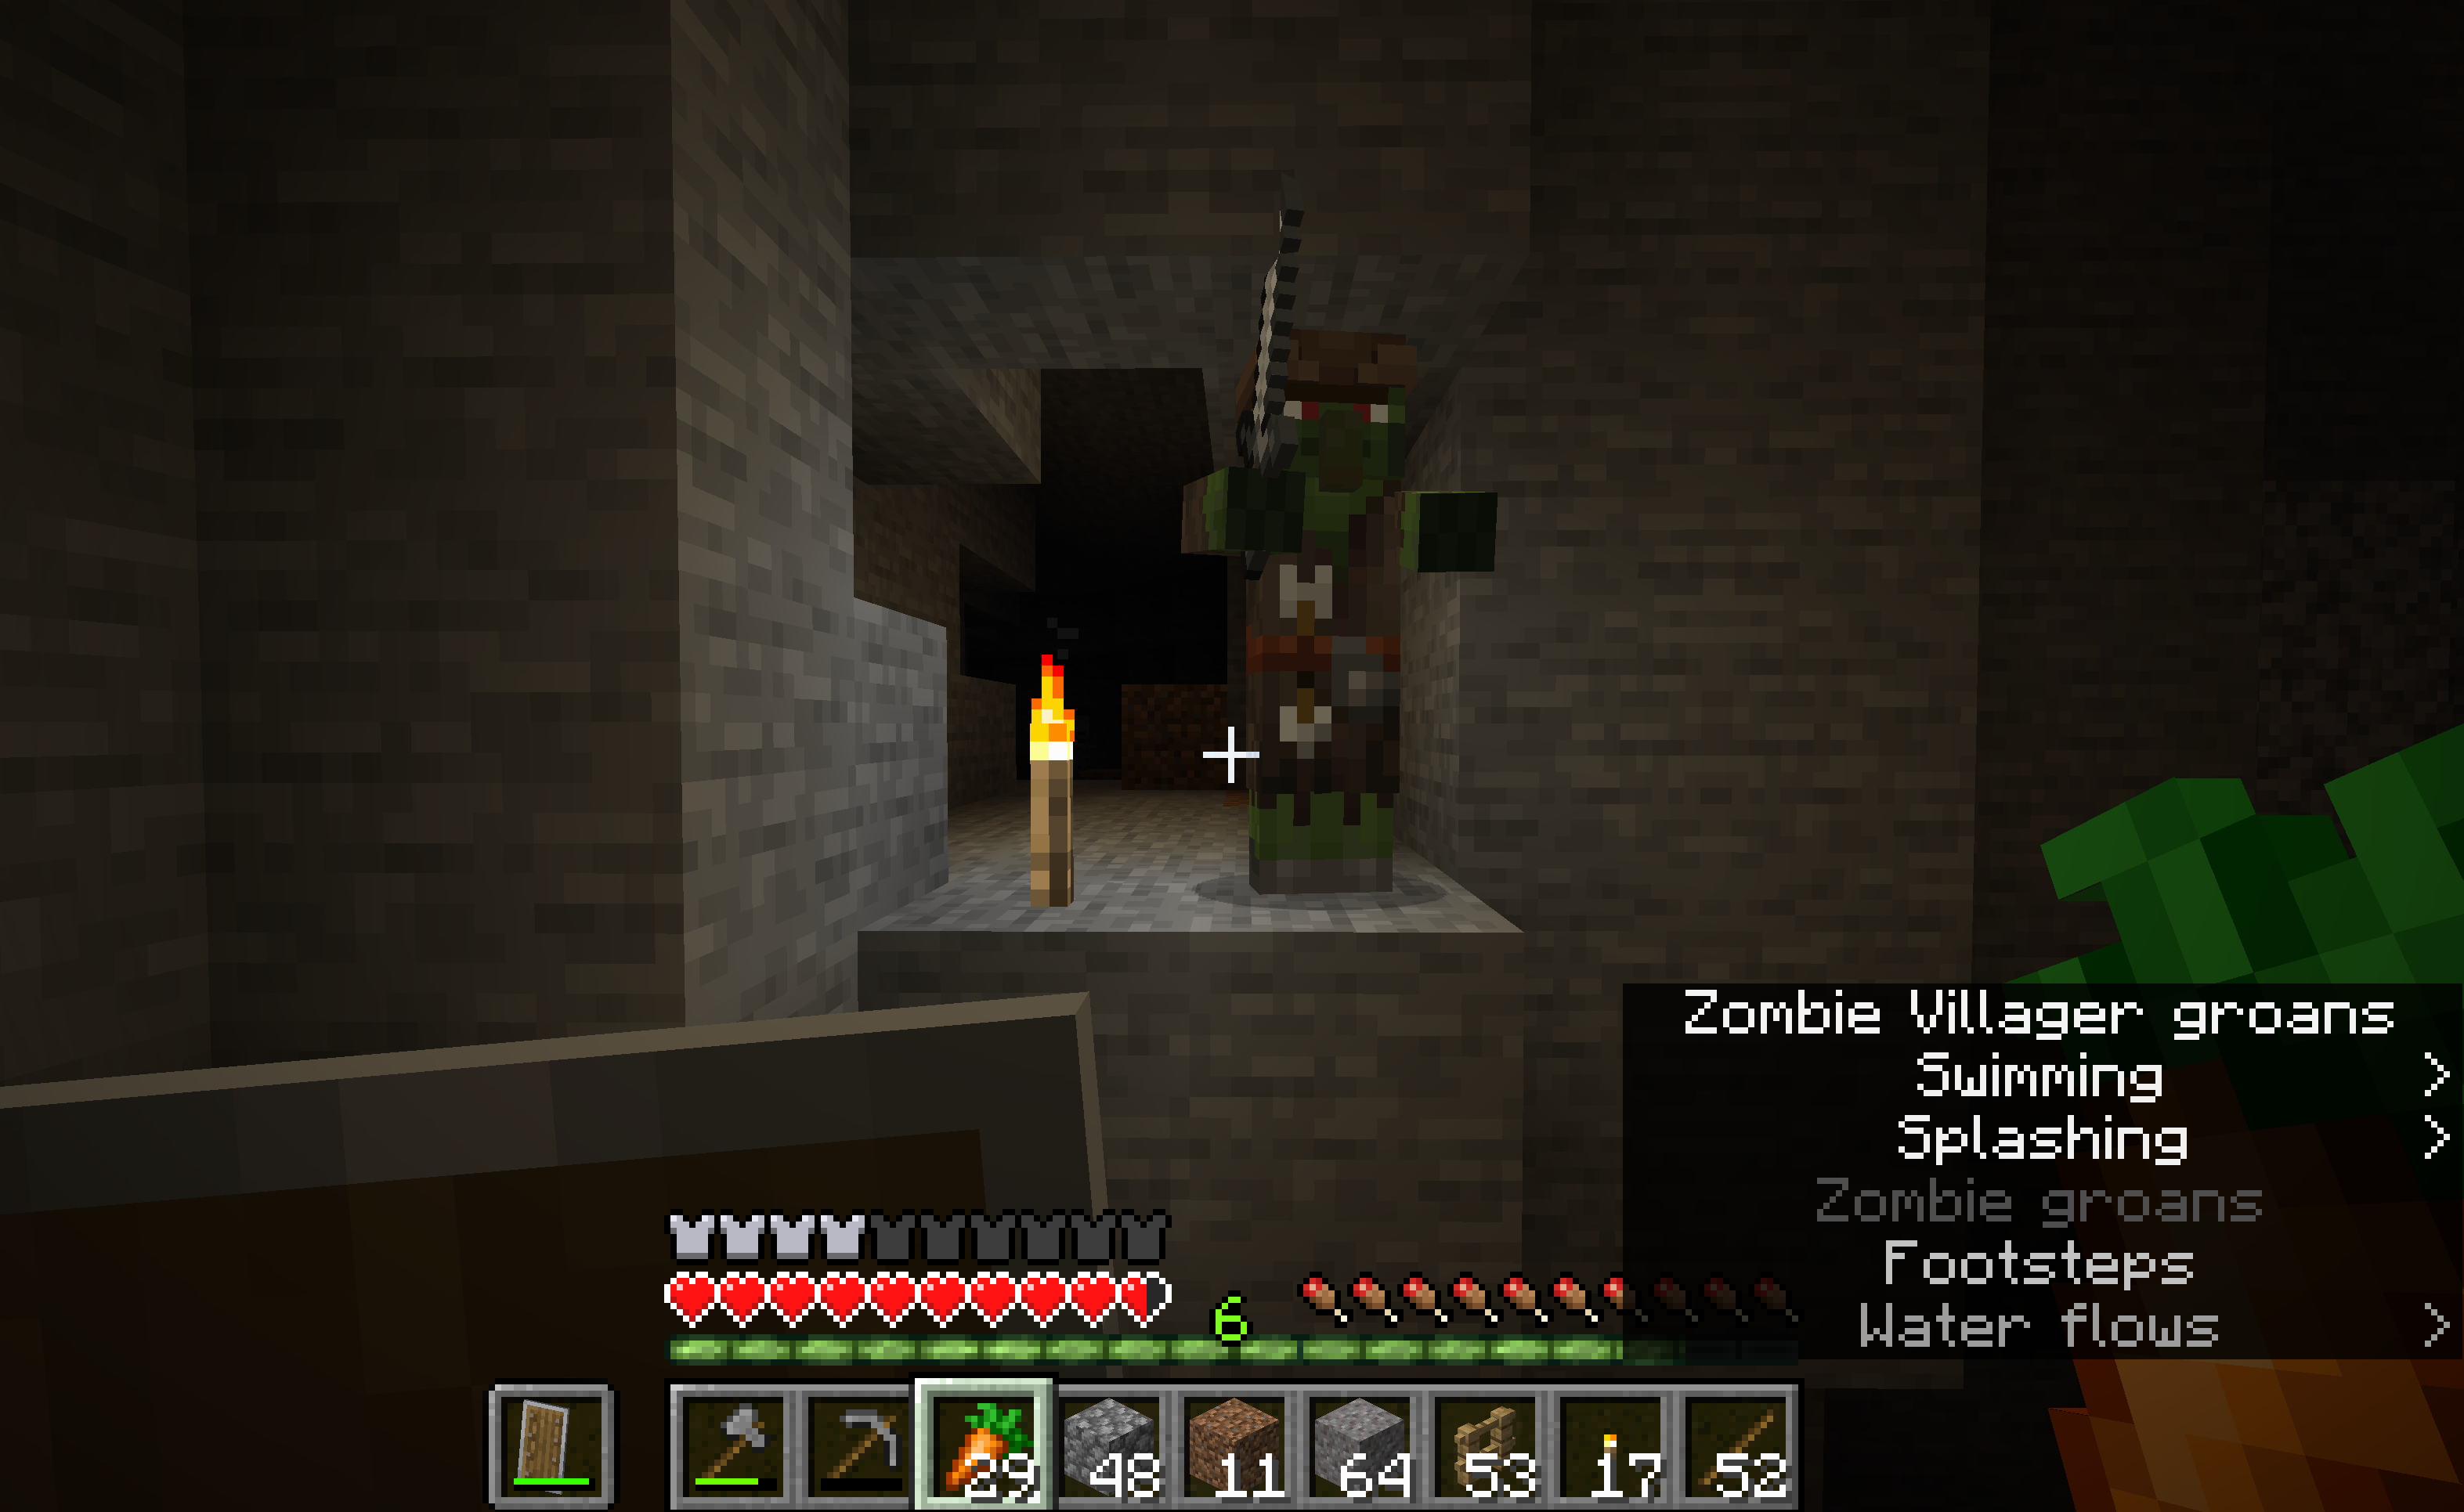 Zombie Villager groans
Swimming >
Splashing >
Zombie groans
Footsteps
Water flows >
6
29 48 11 64 53 17 52